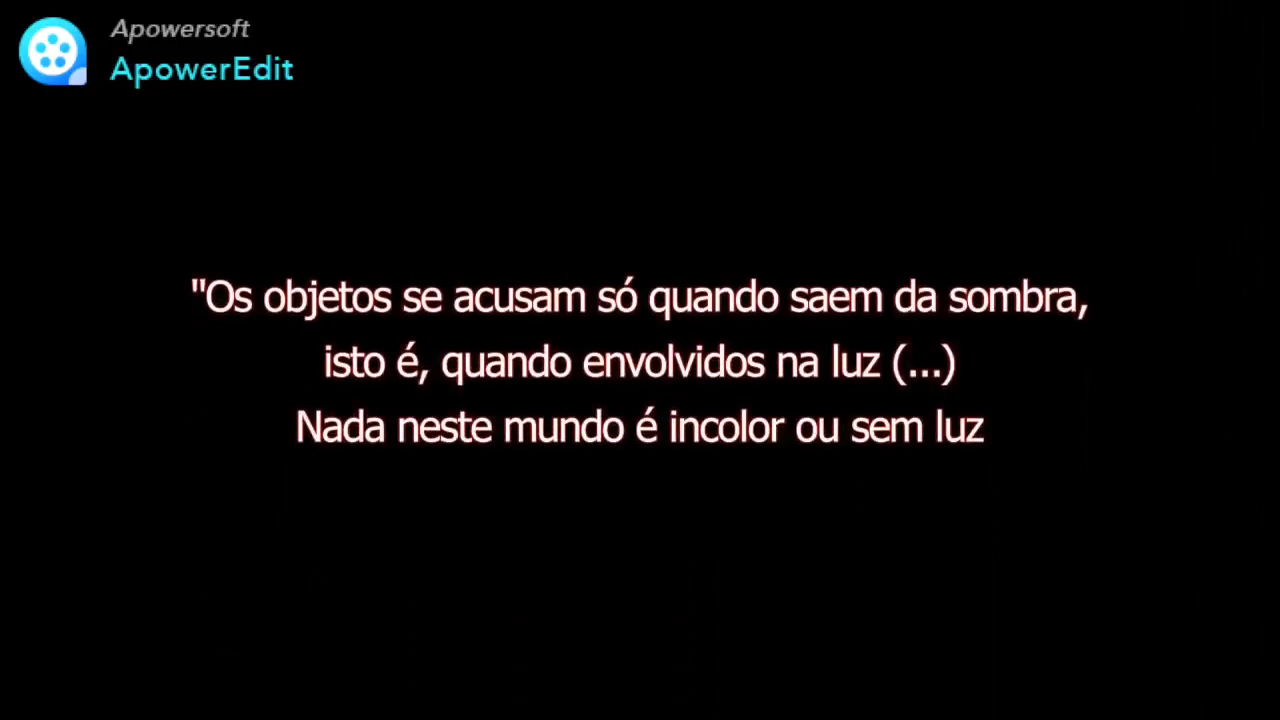 Apowersoft
ApowerEdit
"Os objetos se acusam só quando saem da sombra,
isto é, quando envolvidos na luz (...)
Nada neste mundo é incolor ou sem luz